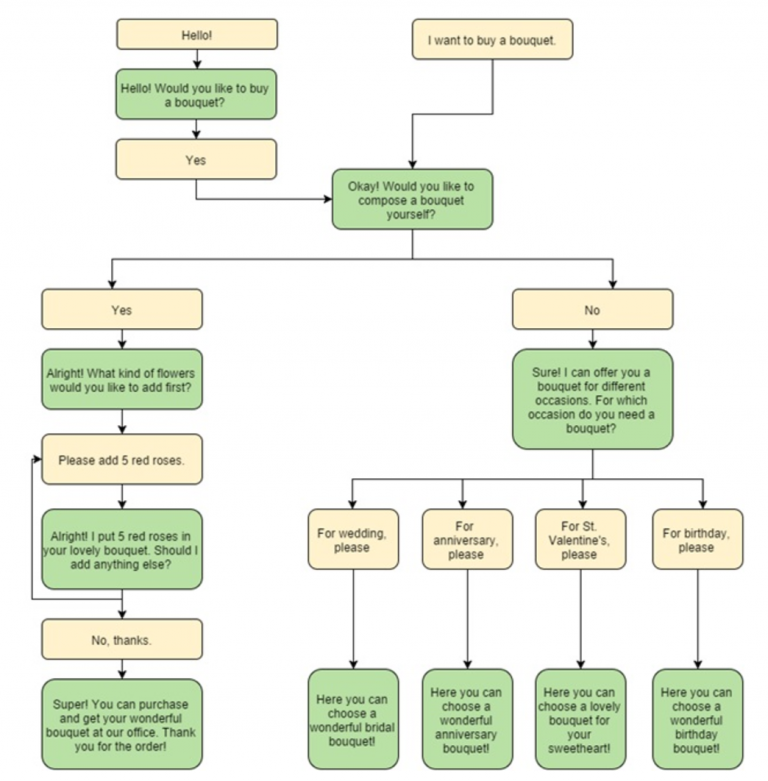 Hello!
I want to buy a bouquet.
Hello! Would you like to buy
a bouquet?
Yes
Okay! Would you like to
compose a bouquet
yourself?
Yes
No
Alright! What kind of flowers
would you like to add first?
Sure! I can offer you a
bouquet for different
occasions. For which
occasion do you need a
bouquet?
Please add 5 red roses.
Alright! I put 5 red roses in
your lovely bouquet. Should I
add anything else?
For wedding,
please
For
anniversary,
please
For St.
Valentine's,
please
For birthday,
please
No, thanks.
Super! You can purchase
and get your wonderful
bouquet at our office. Thank
you for the order!
Here you can
choose a
wonderful bridal
bouquet!
Here you can
choose a
wonderful
anniversary
bouquet!
Here you can
choose a lovely
bouquet for
your
sweetheart!
Here you can
choose a
wonderful
birthday
bouquet!